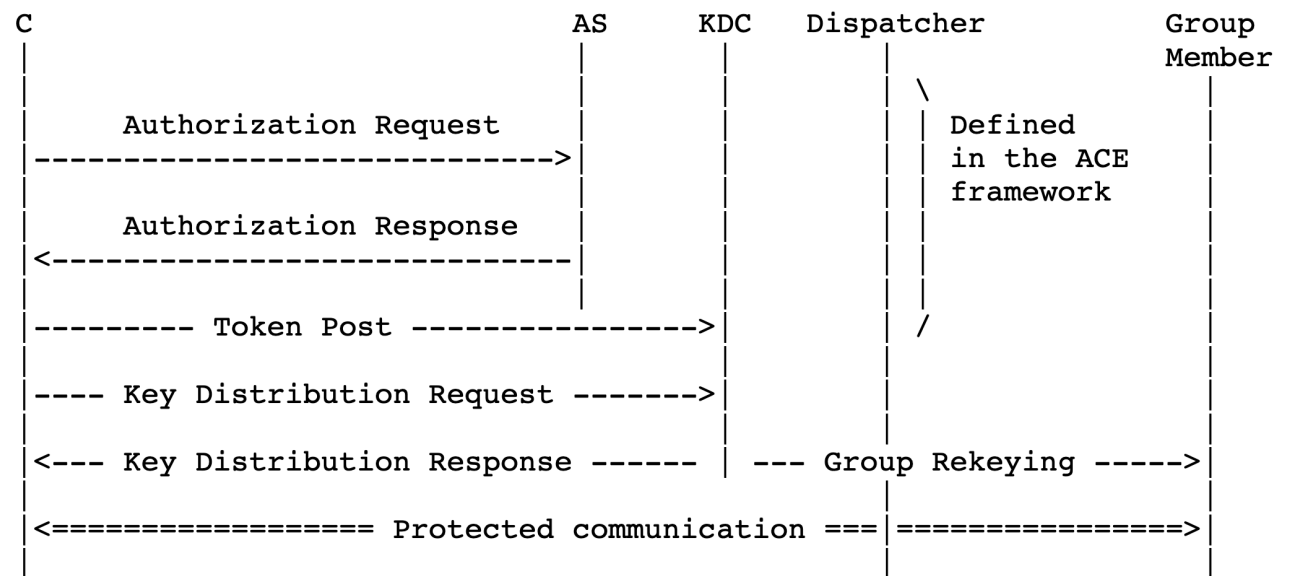 C AS KDC Dispatcher Group
Member
Authorization Request Defined
in the ACE
framework
Authorization Response
Token Post
Key Distribution Request
Key Distribution Response Group Rekeying
Protected communication